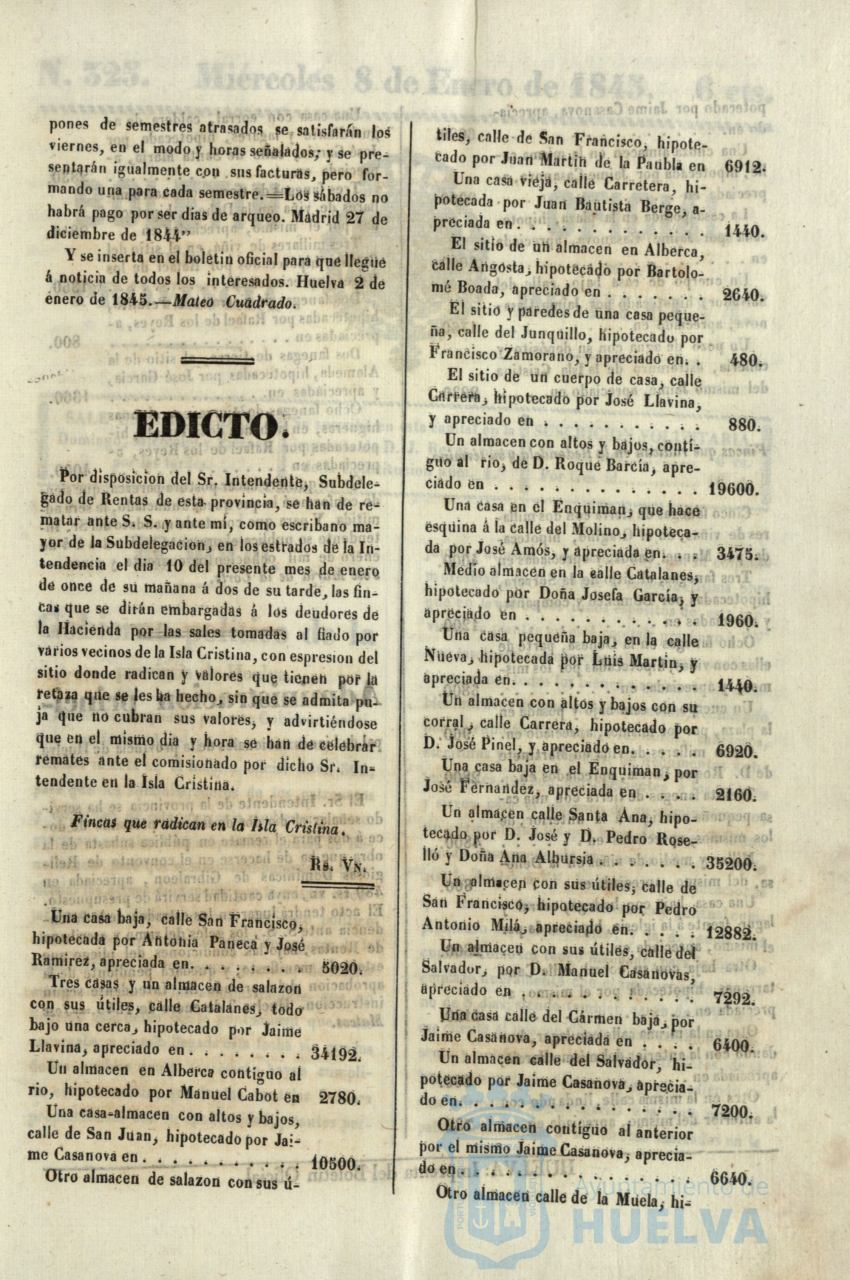 N. 323. Miércoles 8 de Enero de 1845. 6 cts.
pones de semestres atrasados se satisfarán los
viernes, en el modo y horas señalados; y se pre-
sentarán igualmente con sus facturas, pero for-
mando una para cada semestre.=Los sábados no
habrá pago por ser dias de arqueo. Madrid 27 de
diciembre de 1844"
Y se inserta en el boletin oficial para que llegue
á noticia de todos los interesados. Huelva 2 de
enero de 1845.—Mateo Cuadrado.
EDICTO.
Por disposicion del Sr. Intendente, Subdele-
gado de Rentas de esta provincia, se han de re-
matar ante S. S. y ante mí, como escribano ma-
yor de la Subdelegacion, en los estrados de la In-
tendencia el dia 10 del presente mes de enero
de once de su mañana á dos de su tarde, las fin-
cas que se dirán embargadas á los deudores de
la Hacienda por las sales tomadas al fiado por
varios vecinos de la Isla Cristina, con espresion del
sitio donde radican y valores que tienen por la
retaza que se les ha hecho, sin que se admita pu-
ja que no cubran sus valores, y advirtiéndose
que en el mismo dia y hora se han de celebrar
remates ante el comisionado por dicho Sr. In-
tendente en la Isla Cristina.
Fincas que radican en la Isla Cristina.
Rs. Vn.
Una casa baja, calle San Francisco,
hipotecada por Antonia Paneca y José
Ramirez, apreciada en. . . . . . . . 5020.
Tres casas y un almacen de salazon
con sus útiles, calle Catalanes, todo
bajo una cerca, hipotecado por Jaime
Llavina, apreciado en . . . . . . . . 34192.
Un almacen en Alberca contiguo al
rio, hipotecado por Manuel Cabot en 2780.
Una casa-almacen con altos y bajos,
calle de San Juan, hipotecado por Jai-
me Casanova en . . . . . . . . . . . 10500.
Otro almacen de salazon con sus ú-
tiles, calle de San Francisco, hipote-
cado por Juan Martin de la Paubla en 6912.
Una casa vieja, calle Carretera, hi-
potecada por Juan Bautista Berge, a-
preciada en. . . . . . . . . . . . . 1440.
El sitio de un almacen en Alberca,
calle Angosta, hipotecado por Bartolo-
mé Boada, apreciado en . . . . . . . 2640.
El sitio y paredes de una casa peque-
ña, calle del Junquillo, hipotecado por
Francisco Zamorano, y apreciado en. . 480.
El sitio de un cuerpo de casa, calle
Carrera, hipotecado por José Llavina,
y apreciado en . . . . . . . . . . . 880.
Un almacen con altos y bajos, contí-
guo al rio, de D. Roque Barcía, apre-
ciado en . . . . . . . . . . . . . . 19600.
Una casa en el Enquiman, que hace
esquina á la calle del Molino, hipoteca-
da por José Amós, y apreciada en. . . 3475.
Medio almacen en la calle Catalanes,
hipotecado por Doña Josefa García, y
apreciado en . . . . . . . . . . . . 1960.
Una casa pequeña baja, en la calle
Nueva, hipotecada por Luis Martin, y
apreciada en. . . . . . . . . . . . . 1440.
Un almacen con altos y bajos con su
corral, calle Carrera, hipotecado por
D. José Pinel, y apreciado en. . . . . 6920.
Una casa baja en el Enquiman, por
José Fernandez, apreciada en . . . . 2160.
Un almacen calle Santa Ana, hipo-
tecado por D. José y D. Pedro Rose-
lló y Doña Ana Albursia . . . . . . . 35200.
Un almacen con sus útiles, calle de
San Francisco, hipotecado por Pedro
Antonio Milá, apreciado en. . . . . 12882.
Un almacen con sus útiles, calle del
Salvador, por D. Manuel Casanovas,
apreciado en . . . . . . . . . . . . 7292.
Una casa calle del Cármen baja, por
Jaime Casanova, apreciada en . . . . 6400.
Un almacen calle del Salvador, hi-
potecado por Jaime Casanova, aprecia-
do en. . . . . . . . . . . . . . . . 7200.
Otro almacen contiguo al anterior
por el mismo Jaime Casanova, aprecia-
do en . . . . . . . . . . . . . . . . 6640.
Otro almacen calle de la Muela, hi-
Ayuntamiento de
HUELVA